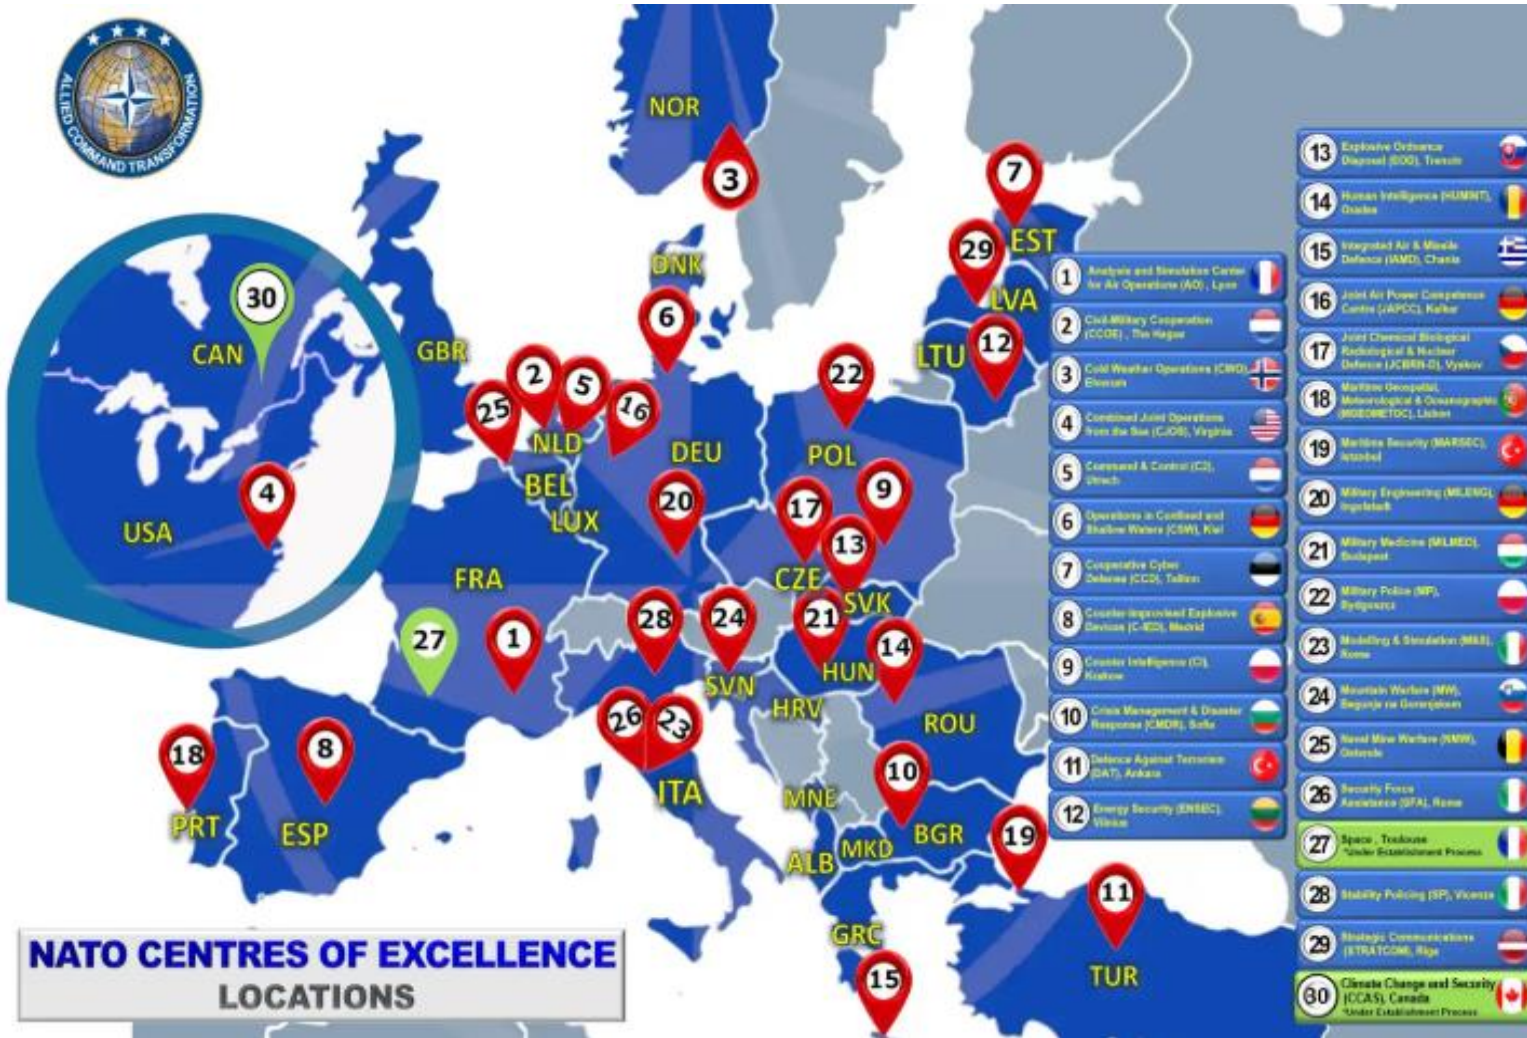 ALLIED COMMAND TRANSFORMATION
NOR
3
7
EST
29
LVA
LTU
12
DNK
6
30
CAN
USA
4
GBR
2
5
25
16
NLD
BEL
LUX
DEU
20
22
POL
9
17
13
CZE
SVK
FRA
27
1
28
24
21
14
HUN
SVN
HRV
ROU
26
23
ITA
18
PRT
8
ESP
10
BGR
MNE
ALB
MKD
19
11
GRC
15
TUR
1 Analysis and Simulation Center
for Air Operations (AO) , Lyon
2 Civil-Military Cooperation
(CCOE) , The Hague
3 Cold Weather Operations (CWO)
Elverum
4 Combined Joint Operations
from the Sea (CJOS), Virginia
5 Command & Control (C2),
Utrech
6 Operations in Confined and
Shallow Waters (CSW), Kiel
7 Cooperative Cyber
Defense (CCD), Tallinn
8 Counter-Improvised Explosive
Devices (C-IED), Madrid
9 Counter Intelligence (CI),
Krakow
10 Crisis Management & Disaster
Response (CMDR), Sofia
11 Defence Against Terrorism
(DAT), Ankara
12 Energy Security (ENSEC),
Vilnius
13 Explosive Ordnance
Disposal (EOD), Trencin
14 Human Intelligence (HUMINT),
Oradea
15 Integrated Air & Missile
Defence (IAMD), Chania
16 Joint Air Power Competence
Centre (JAPCC), Kalkar
17 Joint Chemical Biological
Radiological & Nuclear
Defence (JCBRN-D), Vyskov
18 Maritime Geospatial,
Meteorological & Oceanographic
(MGEOMETOC), Lisbon
19 Maritime Security (MARSEC),
Istanbul
20 Military Engineering (MILENG),
Ingolstadt
21 Military Medicine (MILMED),
Budapest
22 Military Police (MP),
Bydgoszcz
23 Modelling & Simulation (M&S),
Rome
24 Mountain Warfare (MW),
Begunje na Gorenjskem
25 Naval Mine Warfare (NMW),
Oostende
26 Security Force
Assistance (SFA), Rome
27 Space , Toulouse
*Under Establishment Process
28 Stability Policing (SP), Vicenza
29 Strategic Communications
(STRATCOM), Riga
30 Climate Change and Security
(CCAS), Canada
*Under Establishment Process
NATO CENTRES OF EXCELLENCE
LOCATIONS